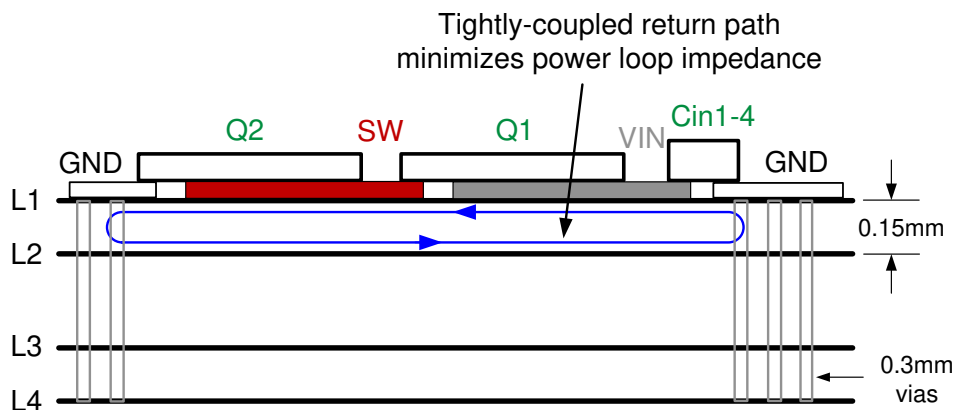 Tightly-coupled return path
minimizes power loop impedance
Q2
SW
Q1
VIN
Cin1-4
GND
GND
L1
0.15mm
L2
L3
0.3mm
vias
L4